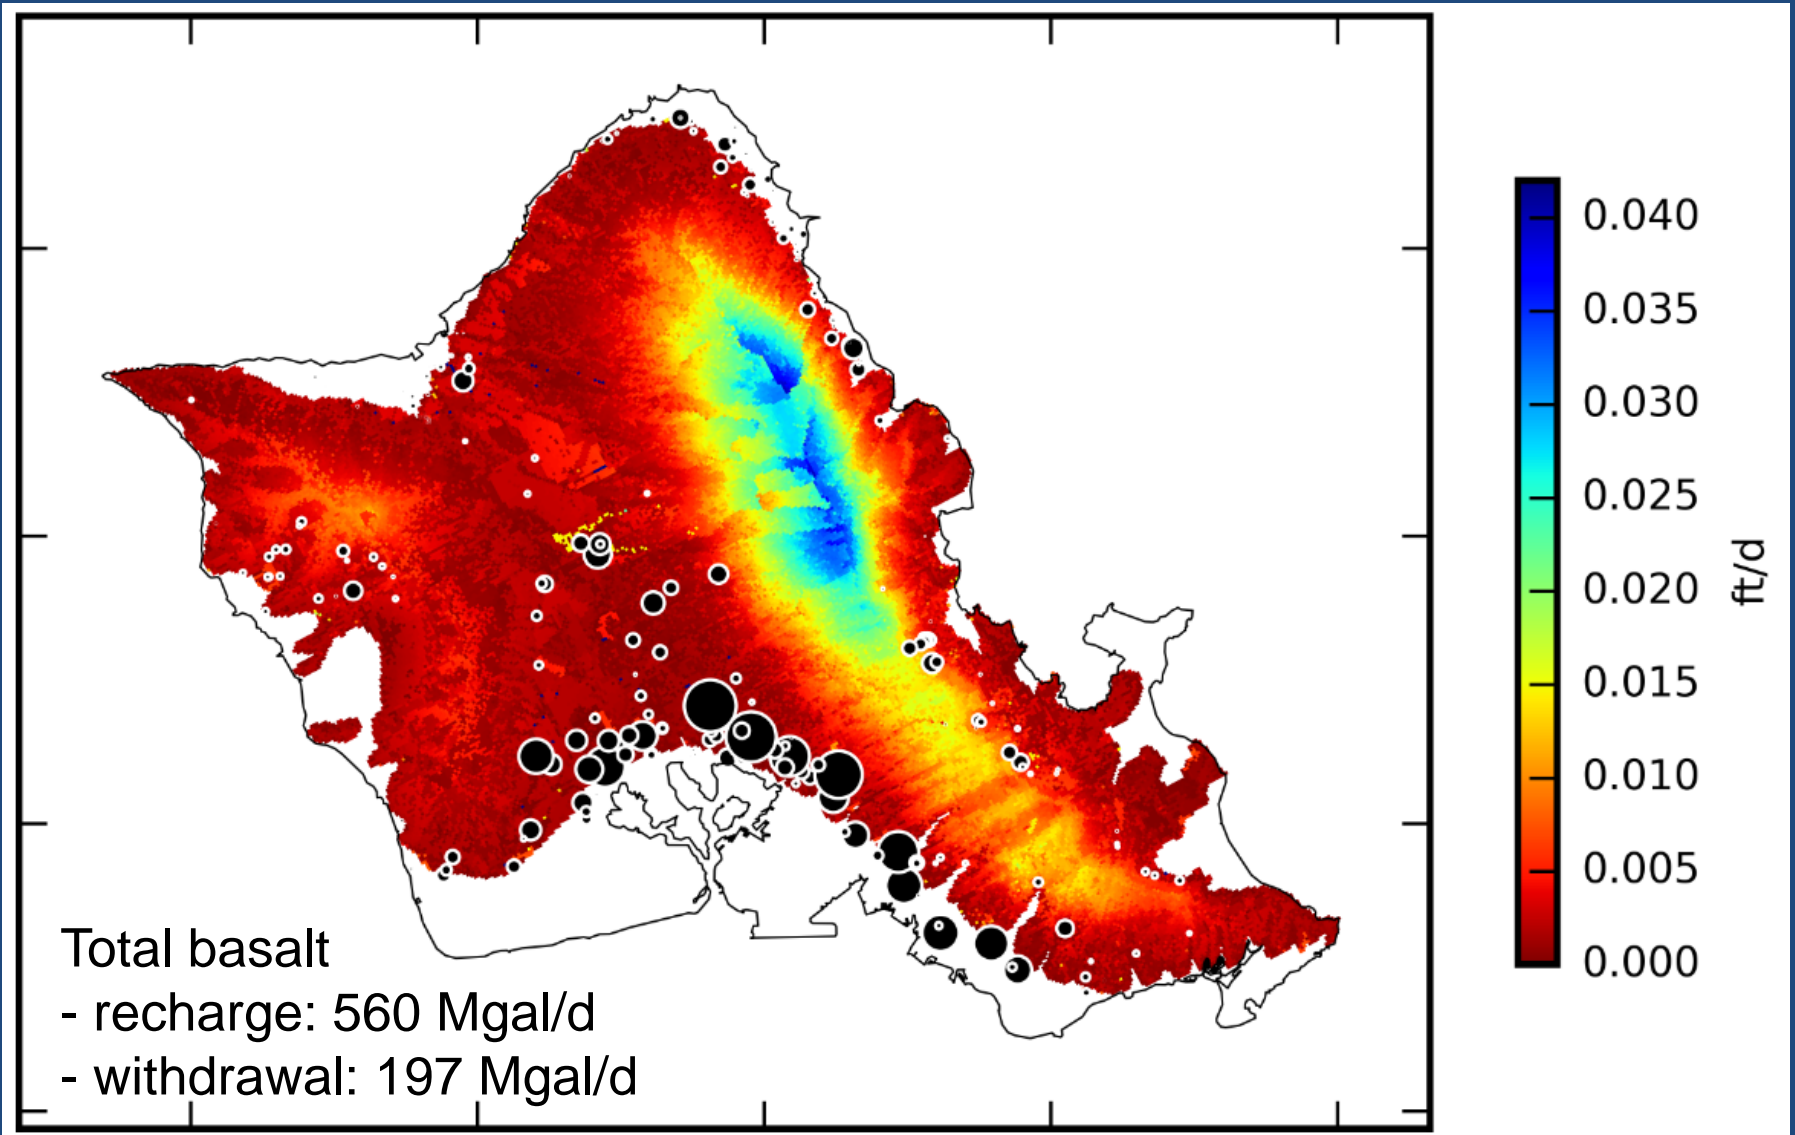 0.040
0.035
0.030
0.025
0.020
0.015
0.010
0.005
0.000
ft/d
Total basalt
- recharge: 560 Mgal/d
- withdrawal: 197 Mgal/d